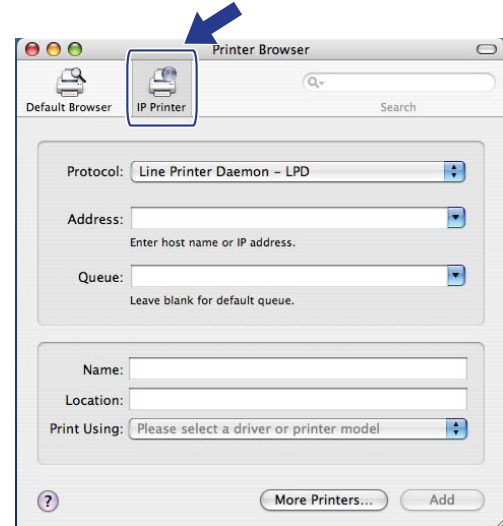 Printer Browser
Default Browser IP Printer Search
Protocol: Line Printer Daemon – LPD
Address:
Enter host name or IP address.
Queue:
Leave blank for default queue.
Name:
Location:
Print Using: Please select a driver or printer model
? More Printers... Add